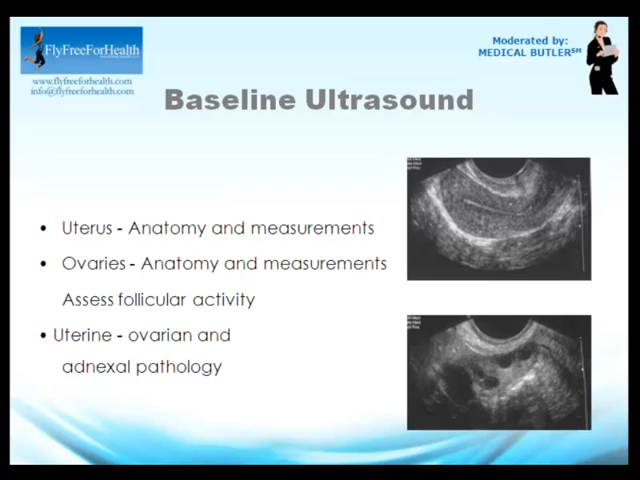 FlyFreeForHealth
www.flyfreeforhealth.com
info@flyfreeforhealth.com
Moderated by:
MEDICAL BUTLER℠
Baseline Ultrasound
• Uterus - Anatomy and measurements
• Ovaries - Anatomy and measurements
Assess follicular activity
• Uterine - ovarian and
adnexal pathology